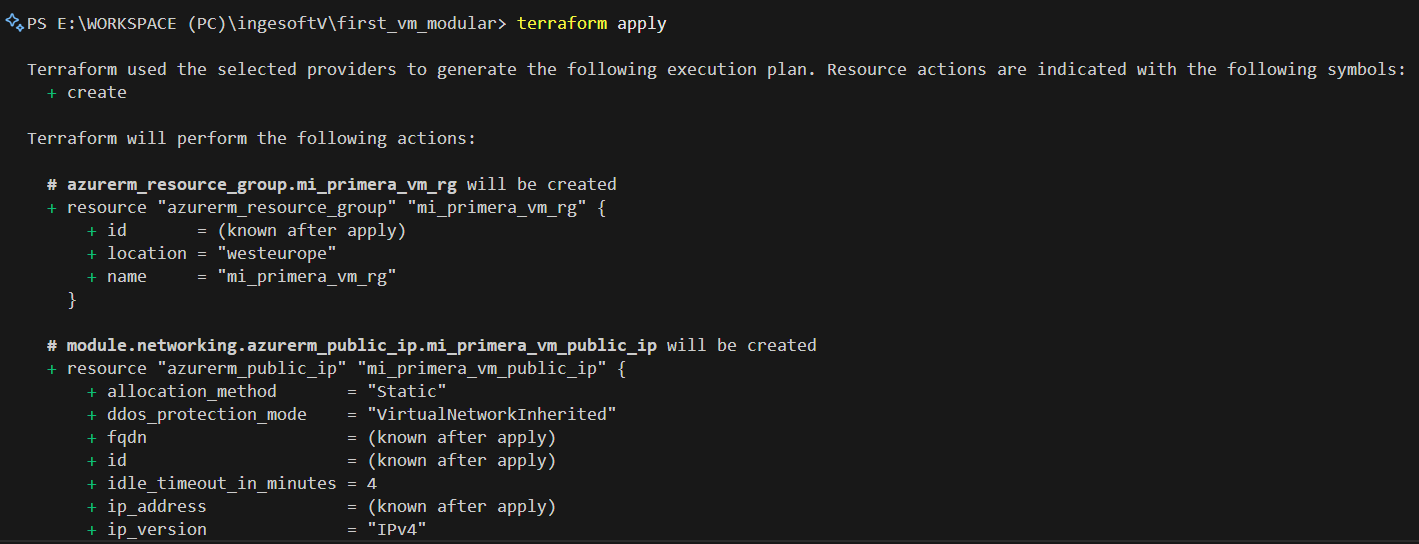 PS E:\WORKSPACE (PC)\ingesoftV\first_vm_modular> terraform apply
Terraform used the selected providers to generate the following execution plan. Resource actions are indicated with the following symbols:
+ create
Terraform will perform the following actions:
# azurerm_resource_group.mi_primera_vm_rg will be created
+ resource "azurerm_resource_group" "mi_primera_vm_rg" {
+ id       = (known after apply)
+ location = "westeurope"
+ name     = "mi_primera_vm_rg"
}
# module.networking.azurerm_public_ip.mi_primera_vm_public_ip will be created
+ resource "azurerm_public_ip" "mi_primera_vm_public_ip" {
+ allocation_method       = "Static"
+ ddos_protection_mode    = "VirtualNetworkInherited"
+ fqdn                    = (known after apply)
+ id                      = (known after apply)
+ idle_timeout_in_minutes = 4
+ ip_address              = (known after apply)
+ ip_version              = "IPv4"